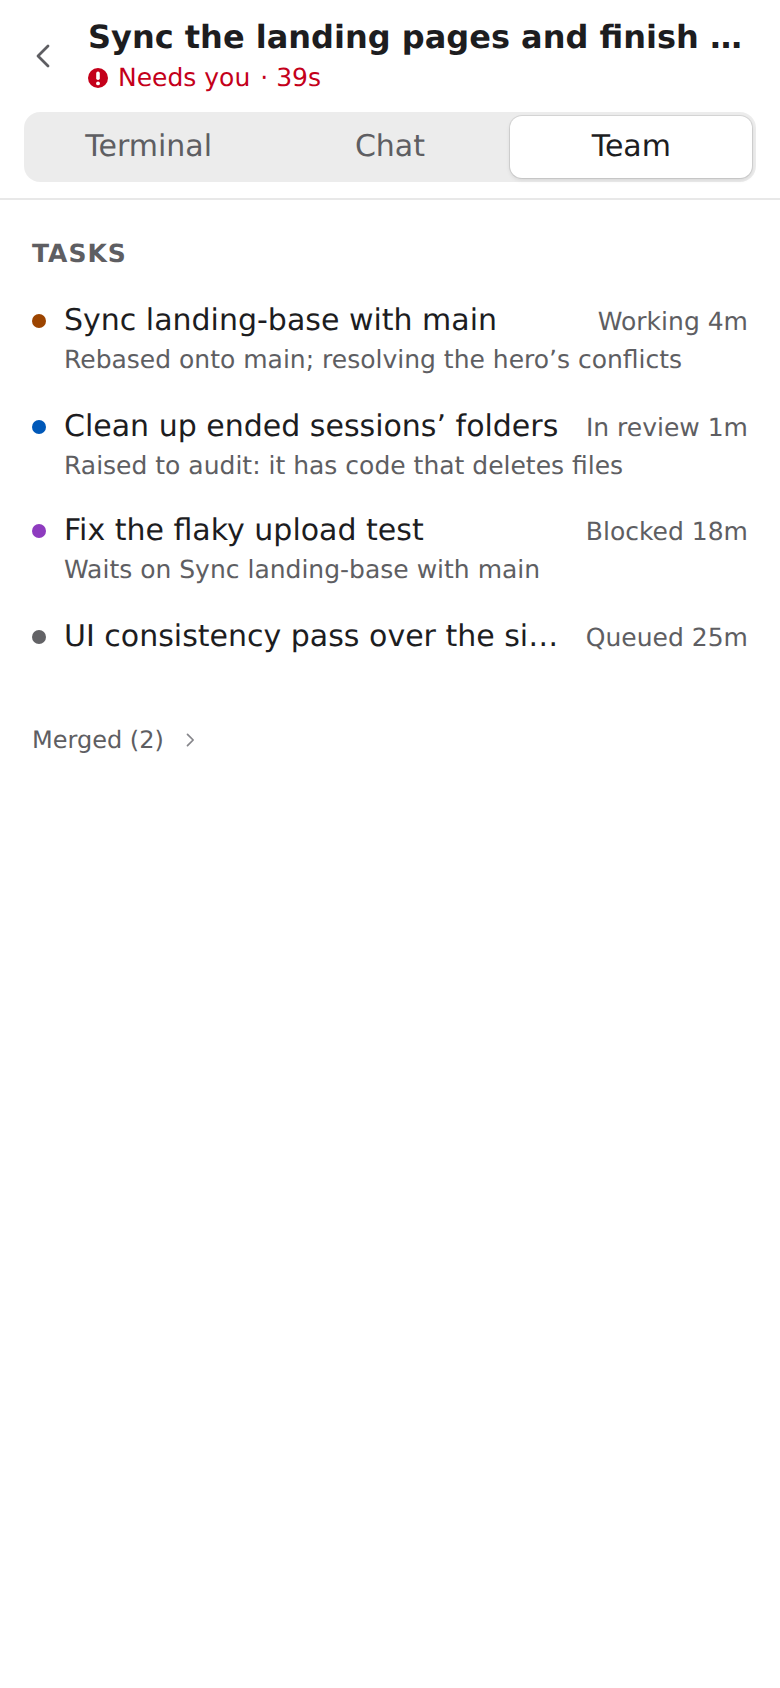 Sync the landing pages and finish …
Needs you · 39s
Terminal
Chat
Team
TASKS
Sync landing-base with main
Working 4m
Rebased onto main; resolving the hero’s conflicts
Clean up ended sessions’ folders
In review 1m
Raised to audit: it has code that deletes files
Fix the flaky upload test
Blocked 18m
Waits on Sync landing-base with main
UI consistency pass over the si…
Queued 25m
Merged (2)